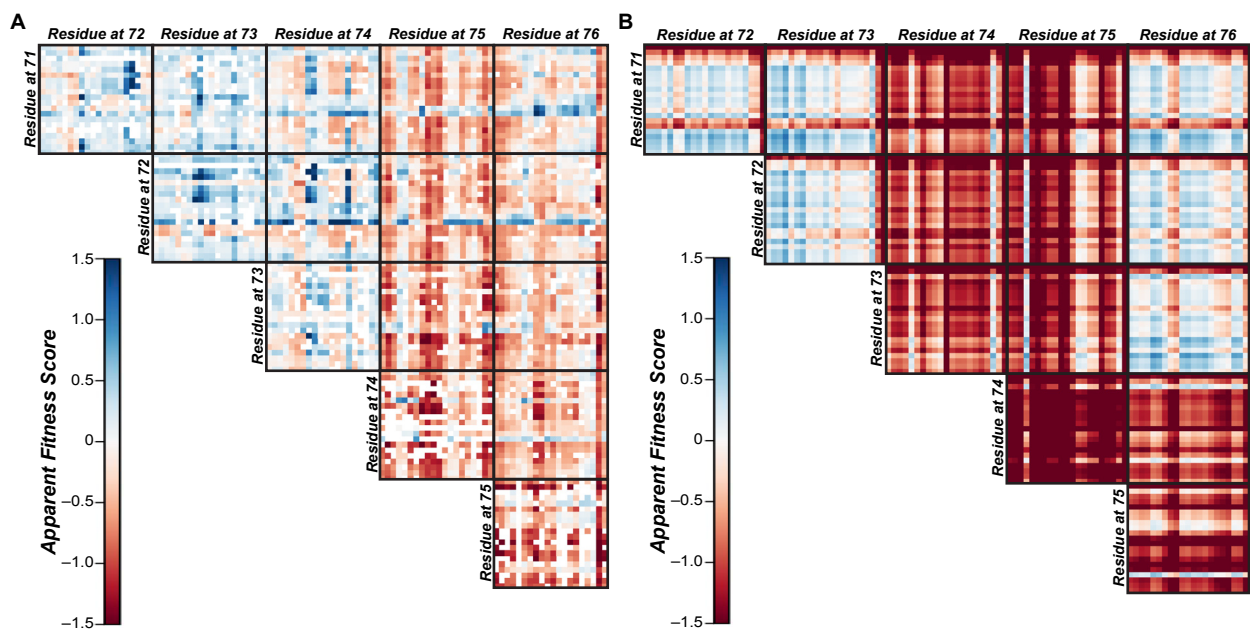 A
Residue at 72 Residue at 73 Residue at 74 Residue at 75 Residue at 76
Residue at 71
Residue at 72
Residue at 73
Residue at 74
Residue at 75
1.5
1.0
0.5
0
−0.5
−1.0
−1.5
Apparent Fitness Score
B
Residue at 72 Residue at 73 Residue at 74 Residue at 75 Residue at 76
Residue at 71
Residue at 72
Residue at 73
Residue at 74
Residue at 75
1.5
1.0
0.5
0
−0.5
−1.0
−1.5
Apparent Fitness Score